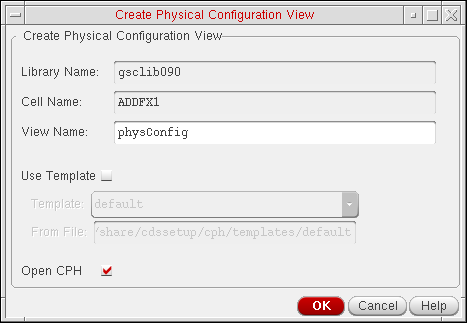 Create Physical Configuration View
Create Physical Configuration View
Library Name: gsclib090
Cell Name: ADDFX1
View Name: physConfig
Use Template
Template: default
From File: /share/cdssetup/cph/templates/default
Open CPH
OK Cancel Help